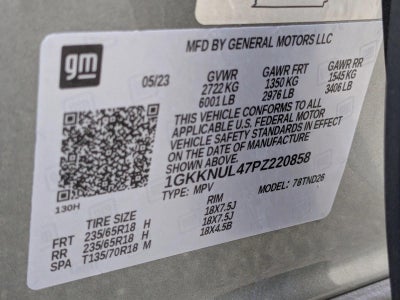 gm
MFD BY GENERAL MOTORS LLC
05/23 GVWR GAWR FRT GAWR RR
2722 KG 1350 KG 1545 KG
6001 LB 2976 LB 3406 LB
THIS VEHICLE CONFORMS TO ALL
APPLICABLE U.S. FEDERAL MOTOR
VEHICLE SAFETY STANDARDS IN EFFECT
ON THE DATE OF MANUFACTURE
SHOWN ABOVE.
1GKKNUL47PZ220858
TYPE: MPV MODEL: 78TND26
130H
TIRE SIZE RIM
FRT 235/65R18 H 18X7.5J
RR 235/65R18 H 18X7.5J
SPA T135/70R18 M 18X4.5B